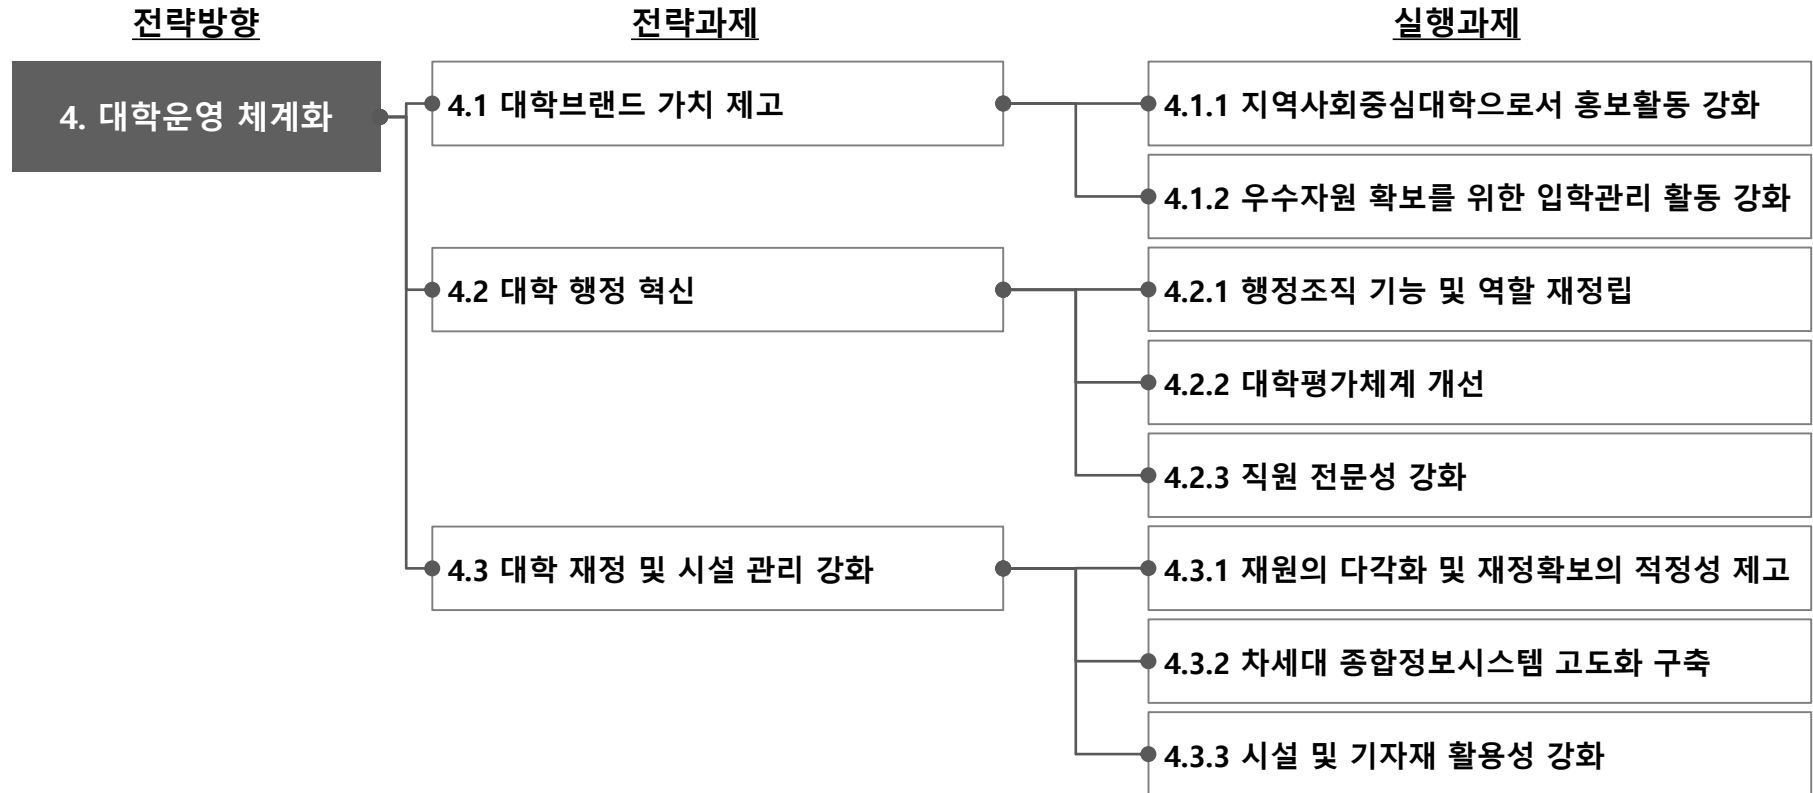 전략방향
전략과제
실행과제
4. 대학운영 체계화
4.1 대학브랜드 가치 제고
4.1.1 지역사회중심대학으로서 홍보활동 강화
4.1.2 우수자원 확보를 위한 입학관리 활동 강화
4.2 대학 행정 혁신
4.2.1 행정조직 기능 및 역할 재정립
4.2.2 대학평가체계 개선
4.2.3 직원 전문성 강화
4.3 대학 재정 및 시설 관리 강화
4.3.1 재원의 다각화 및 재정확보의 적정성 제고
4.3.2 차세대 종합정보시스템 고도화 구축
4.3.3 시설 및 기자재 활용성 강화